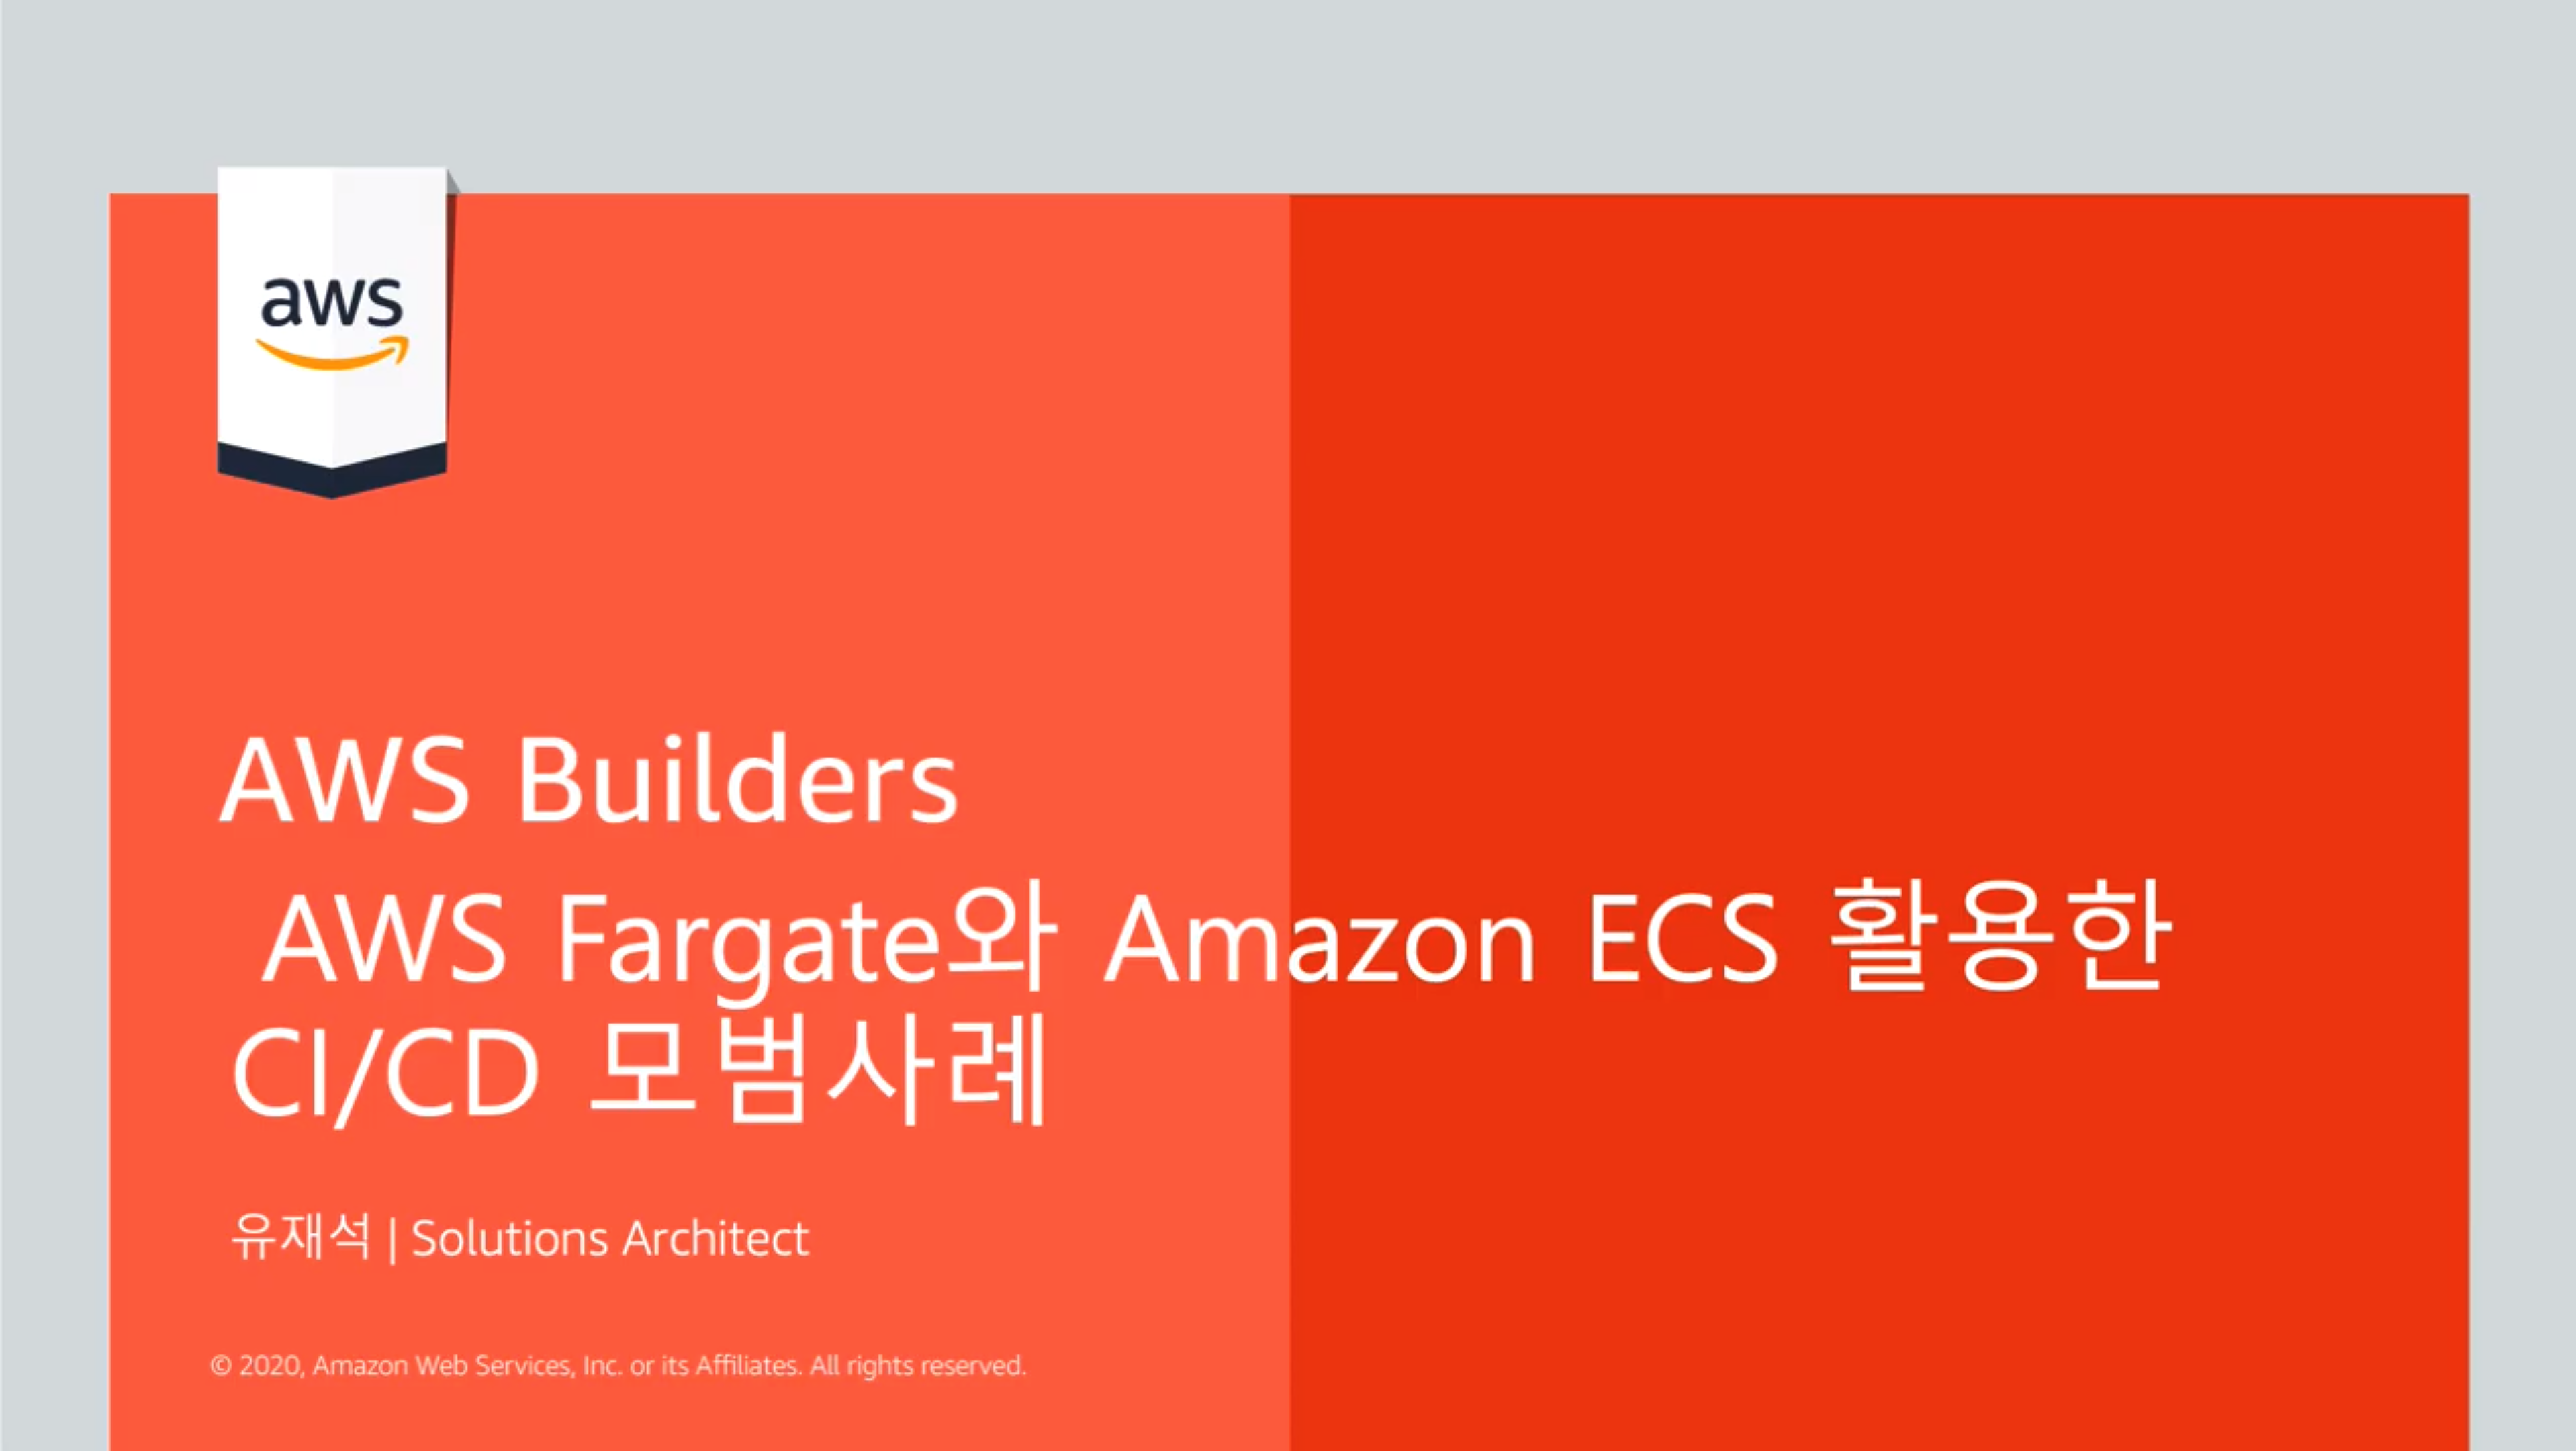 aws
AWS Builders
AWS Fargate와 Amazon ECS 활용한
CI/CD 모범사례
유재석 | Solutions Architect
© 2020, Amazon Web Services, Inc. or its Affiliates. All rights reserved.